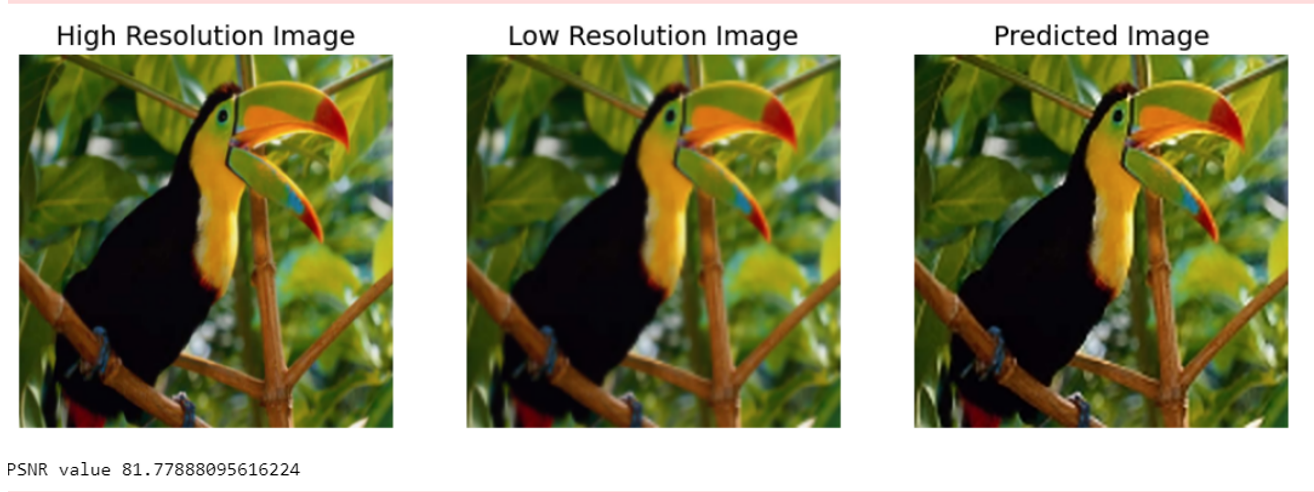 High Resolution Image
Low Resolution Image
Predicted Image
PSNR value 81.77888095616224